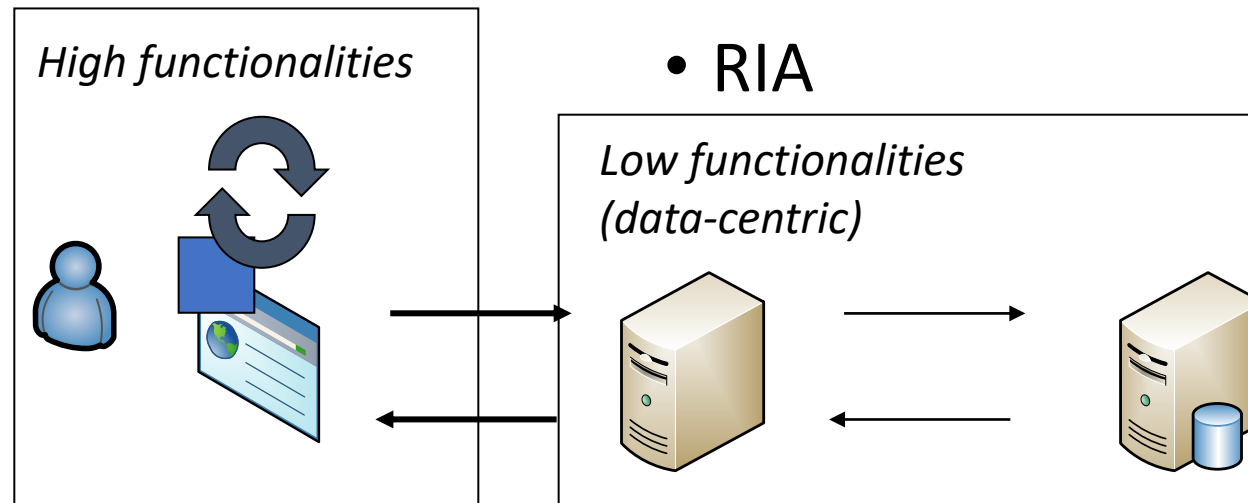 High functionalities
• RIA
Low functionalities
(data-centric)